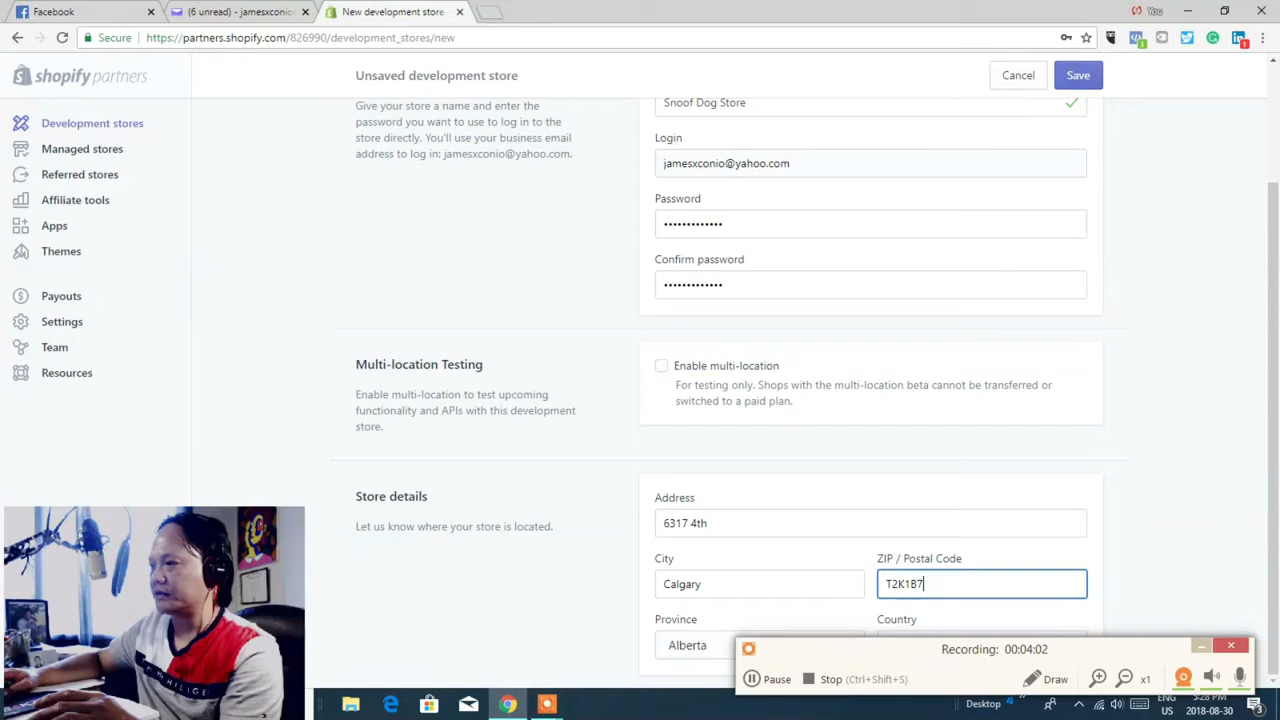 Facebook
(6 unread) - jamesxconio
New development store
You
Secure
https://partners.shopify.com/826990/development_stores/new
3
1
shopify partners
Unsaved development store
Cancel
Save
Development stores
Managed stores
Referred stores
Affiliate tools
Apps
Themes
Payouts
Settings
Team
Resources
Give your store a name and enter the
password you want to use to log in to the
store directly. You'll use your business email
address to log in: jamesxconio@yahoo.com.
Snoof Dog Store
Login
jamesxconio@yahoo.com
Password
•••••••••••••
Confirm password
•••••••••••••
Multi-location Testing
Enable multi-location to test upcoming
functionality and APIs with this development
store.
Enable multi-location
For testing only. Shops with the multi-location beta cannot be transferred or
switched to a paid plan.
Store details
Let us know where your store is located.
Address
6317 4th
City
ZIP / Postal Code
Calgary
T2K1B7
Province
Country
Alberta
Recording: 00:04:02
Pause
Stop (Ctrl+Shift+S)
Draw
x1
Desktop
ENG
US
3:28 PM
2018-08-30
3